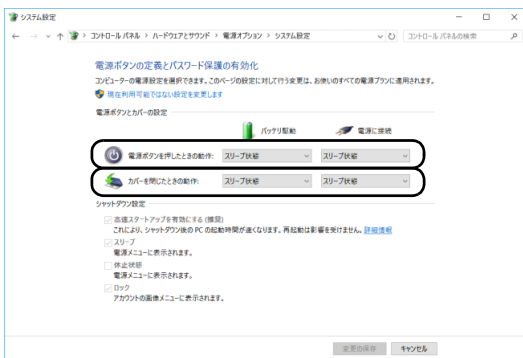 システム設定
コントロール パネル › ハードウェアとサウンド › 電源オプション › システム設定
コントロール パネルの検索
電源ボタンの定義とパスワード保護の有効化
コンピューターの電源設定を選択できます。このページの設定に対して行う変更は、お使いのすべての電源プランに適用されます。
現在利用可能ではない設定を変更します
電源ボタンとカバーの設定
バッテリ駆動 電源に接続
電源ボタンを押したときの動作: スリープ状態 スリープ状態
カバーを閉じたときの動作: スリープ状態 スリープ状態
シャットダウン設定
高速スタートアップを有効にする (推奨)
これにより、シャットダウン後の PC の起動時間が速くなります。再起動は影響を受けません。詳細情報
スリープ
電源メニューに表示されます。
休止状態
電源メニューに表示されます。
ロック
アカウントの画像メニューに表示されます。
変更の保存 キャンセル